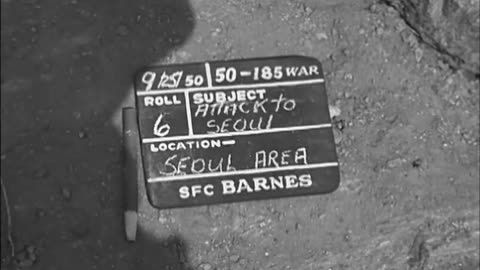 9/25/50 50-185 WAR
ROLL SUBJECT
6 ATTACK to
SEOUL
LOCATION—
SEOUL AREA
SFC BARNES